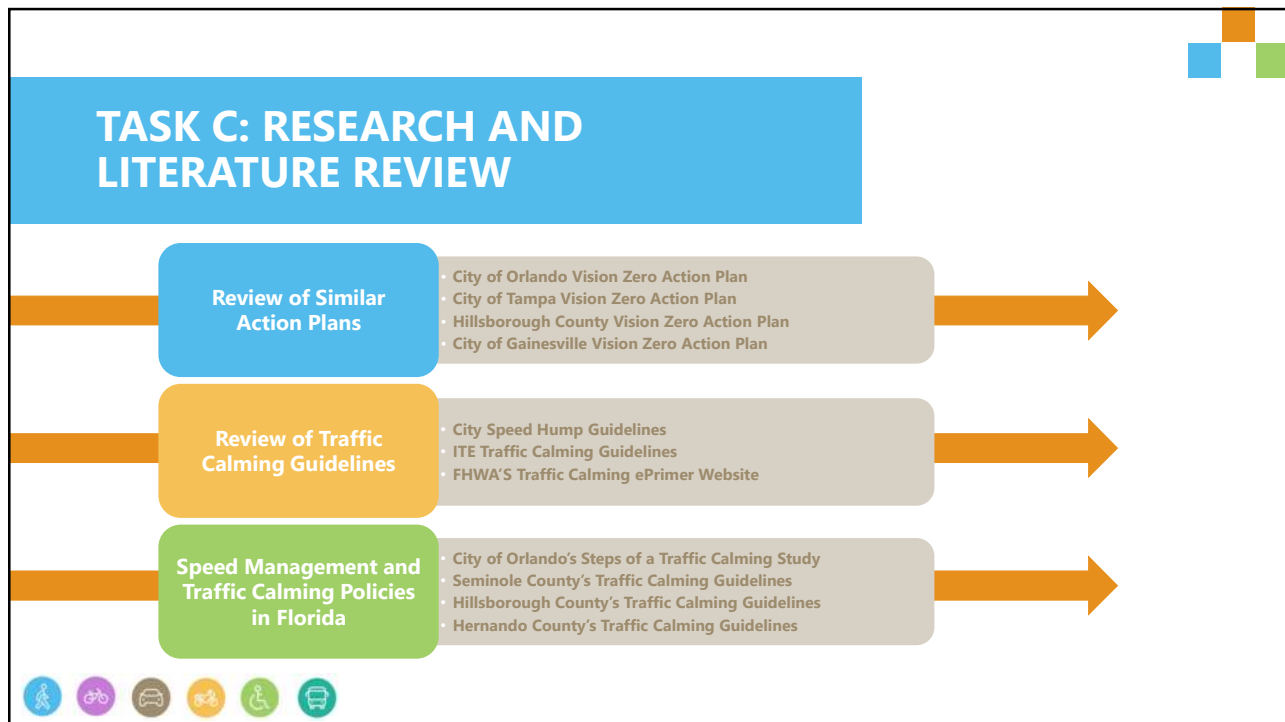 TASK C: RESEARCH AND
LITERATURE REVIEW
Review of Similar
Action Plans
• City of Orlando Vision Zero Action Plan
• City of Tampa Vision Zero Action Plan
• Hillsborough County Vision Zero Action Plan
• City of Gainesville Vision Zero Action Plan
Review of Traffic
Calming Guidelines
• City Speed Hump Guidelines
• ITE Traffic Calming Guidelines
• FHWA'S Traffic Calming ePrimer Website
Speed Management and
Traffic Calming Policies
in Florida
• City of Orlando's Steps of a Traffic Calming Study
• Seminole County's Traffic Calming Guidelines
• Hillsborough County's Traffic Calming Guidelines
• Hernando County's Traffic Calming Guidelines